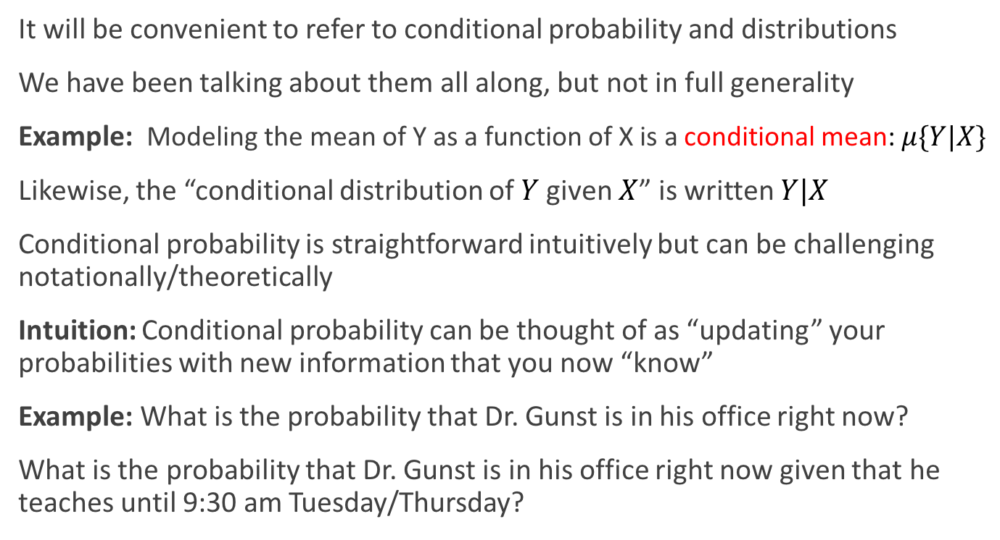 It will be convenient to refer to conditional probability and distributions
We have been talking about them all along, but not in full generality
Example: Modeling the mean of Y as a function of X is a conditional mean: μ{Y|X}
Likewise, the “conditional distribution of Y given X” is written Y|X
Conditional probability is straightforward intuitively but can be challenging
notationally/theoretically
Intuition: Conditional probability can be thought of as “updating” your
probabilities with new information that you now “know”
Example: What is the probability that Dr. Gunst is in his office right now?
What is the probability that Dr. Gunst is in his office right now given that he
teaches until 9:30 am Tuesday/Thursday?